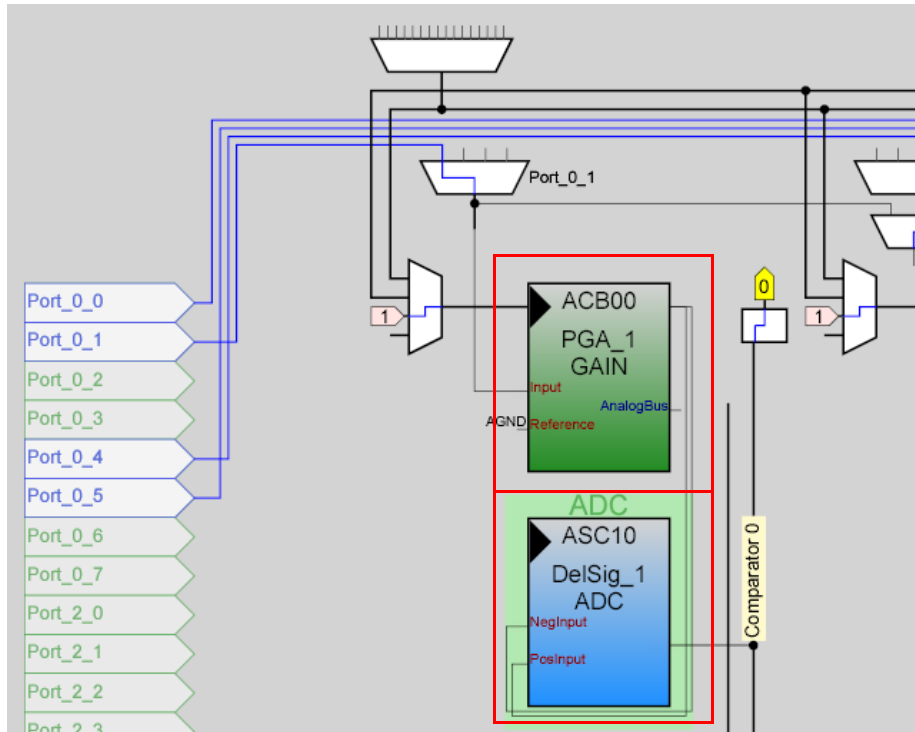 Port_0_1
Port_0_0
Port_0_1
Port_0_2
Port_0_3
Port_0_4
Port_0_5
Port_0_6
Port_0_7
Port_2_0
Port_2_1
Port_2_2
Port_2_3
1
ACB00
PGA_1
GAIN
Input
AnalogBus
AGND
Reference
ADC
ASC10
DelSig_1
ADC
NegInput
PosInput
0
Comparator 0
1